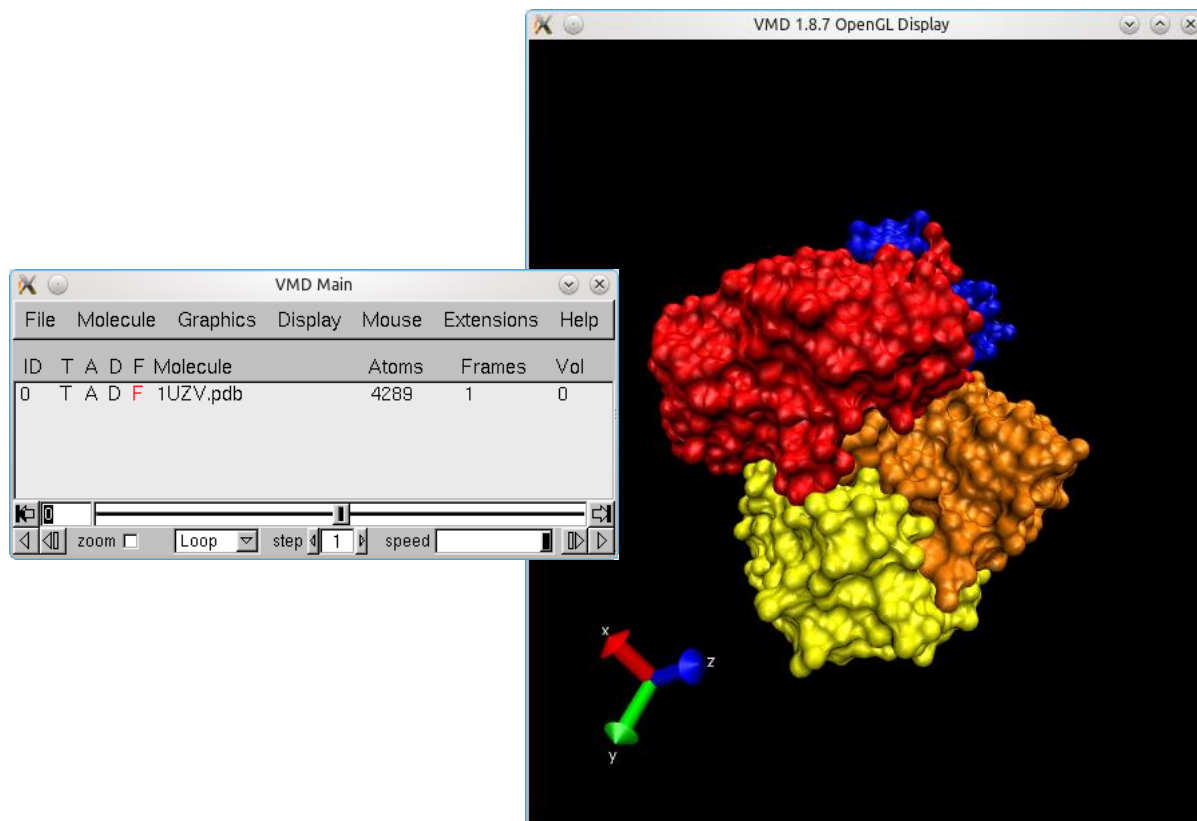 VMD 1.8.7 OpenGL Display
VMD Main
File Molecule Graphics Display Mouse Extensions Help
ID T A D F Molecule Atoms Frames Vol
0 T A D F 1UZV.pdb 4289 1 0
0
zoom Loop step 1 speed
x
z
y